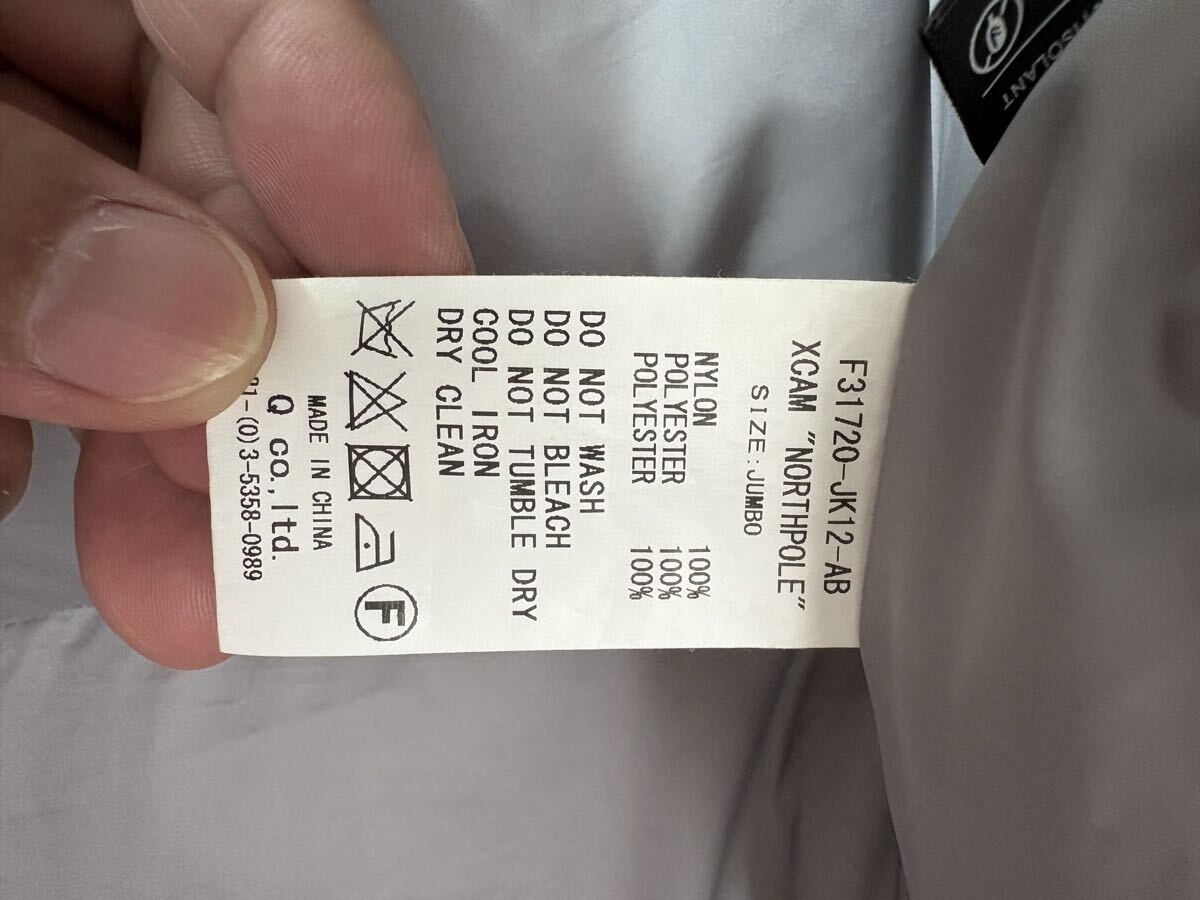 F31720-JK12-AB
XCAM "NORTHPOLE"
SIZE:JUMBO
NYLON 100%
POLYESTER 100%
POLYESTER 100%
DO NOT WASH
DO NOT BLEACH
DO NOT TUMBLE DRY
COOL IRON
DRY CLEAN
F
MADE IN CHINA
Q co.,ltd.
-(0)3-5358-0989